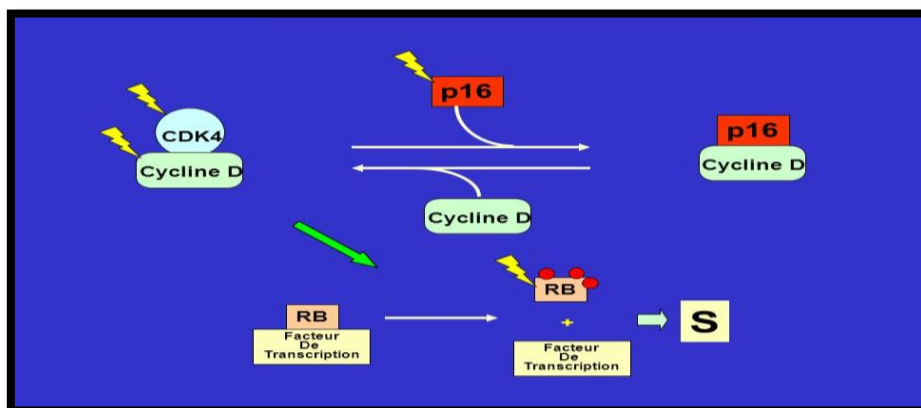 p16
CDK4
Cycline D
p16
Cycline D
Cycline D
RB
RB
Facteur
De
Transcription
+
Facteur
De
Transcription
S